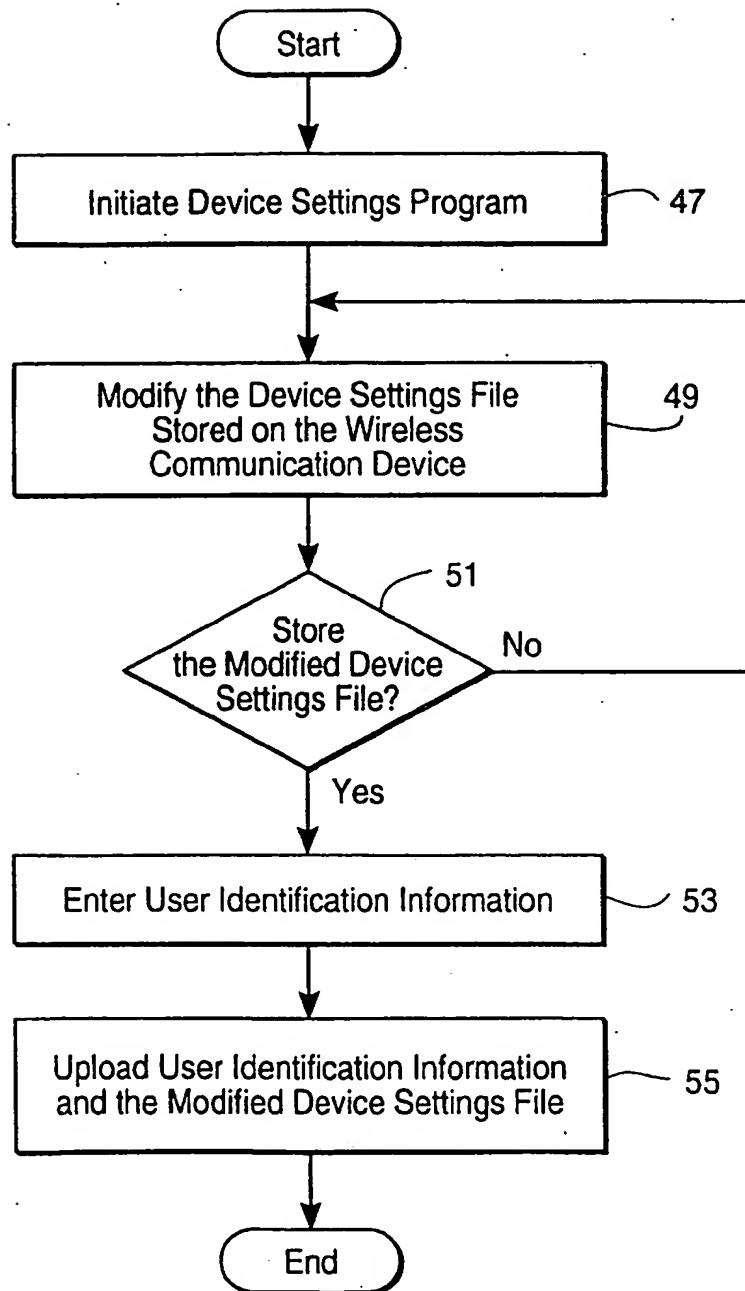 Start
Initiate Device Settings Program
47
Modify the Device Settings File
Stored on the Wireless
Communication Device
49
51
Store
the Modified Device
Settings File?
No
Yes
Enter User Identification Information
53
Upload User Identification Information
and the Modified Device Settings File
55
End